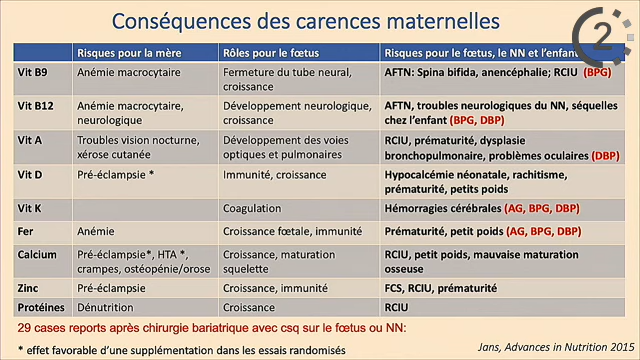 Conséquences des carences maternelles
2
Risques pour la mère Rôles pour le fœtus Risques pour le fœtus, le NN et l'enfant
Vit B9 Anémie macrocytaire Fermeture du tube neural, AFTN: Spina bifida, anencéphalie; RCIU (BPG)
croissance
Vit B12 Anémie macrocytaire, Développement neurologique, AFTN, troubles neurologiques du NN, séquelles
neurologique croissance chez l'enfant (BPG, DBP)
Vit A Troubles vision nocturne, Développement des voies RCIU, prématurité, dysplasie
xérose cutanée optiques et pulmonaires bronchopulmonaire, problèmes oculaires (DBP)
Vit D Pré-éclampsie * Immunité, croissance Hypocalcémie néonatale, rachitisme,
prématurité, petits poids
Vit K Coagulation Hémorragies cérébrales (AG, BPG, DBP)
Fer Anémie Croissance fœtale, immunité Prématurité, petit poids (AG, BPG, DBP)
Calcium Pré-éclampsie*, HTA *, Croissance, maturation RCIU, petit poids, mauvaise maturation
crampes, ostéopénie/orose squelette osseuse
Zinc Pré-éclampsie Croissance, immunité FCS, RCIU, prématurité
Protéines Dénutrition Croissance RCIU
29 cases reports après chirurgie bariatrique avec csq sur le fœtus ou NN:
* effet favorable d'une supplémentation dans les essais randomisés
Jans, Advances in Nutrition 2015